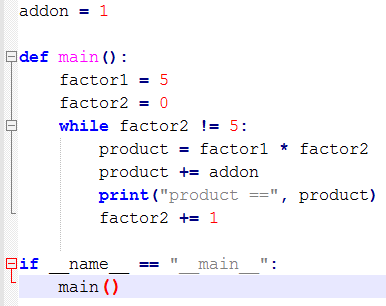 addon = 1
def main():
factor1 = 5
factor2 = 0
while factor2 != 5:
product = factor1 * factor2
product += addon
print("product ==", product)
factor2 += 1
if __name__ == "__main__":
main()